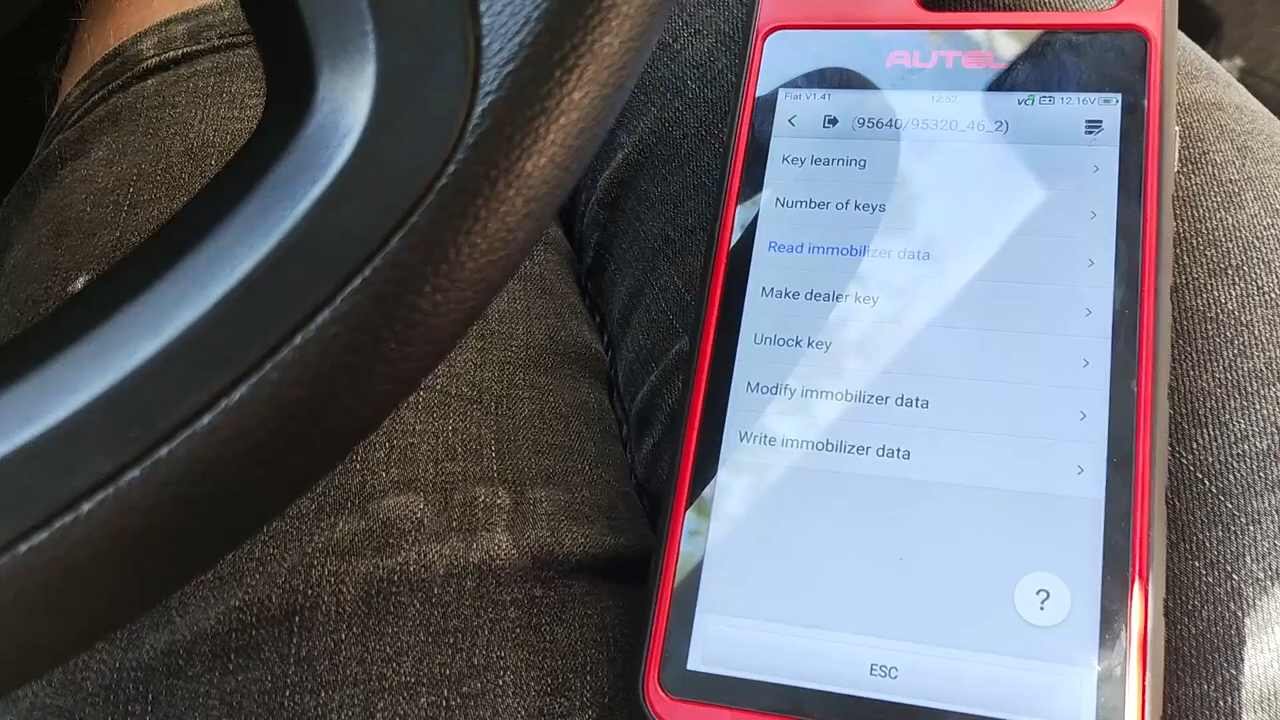 AUTEL
Fiat V1.41 12:52 VCI 12.16V
(95640/95320_46_2)
Key learning
Number of keys
Read immobilizer data
Make dealer key
Unlock key
Modify immobilizer data
Write immobilizer data
?
ESC